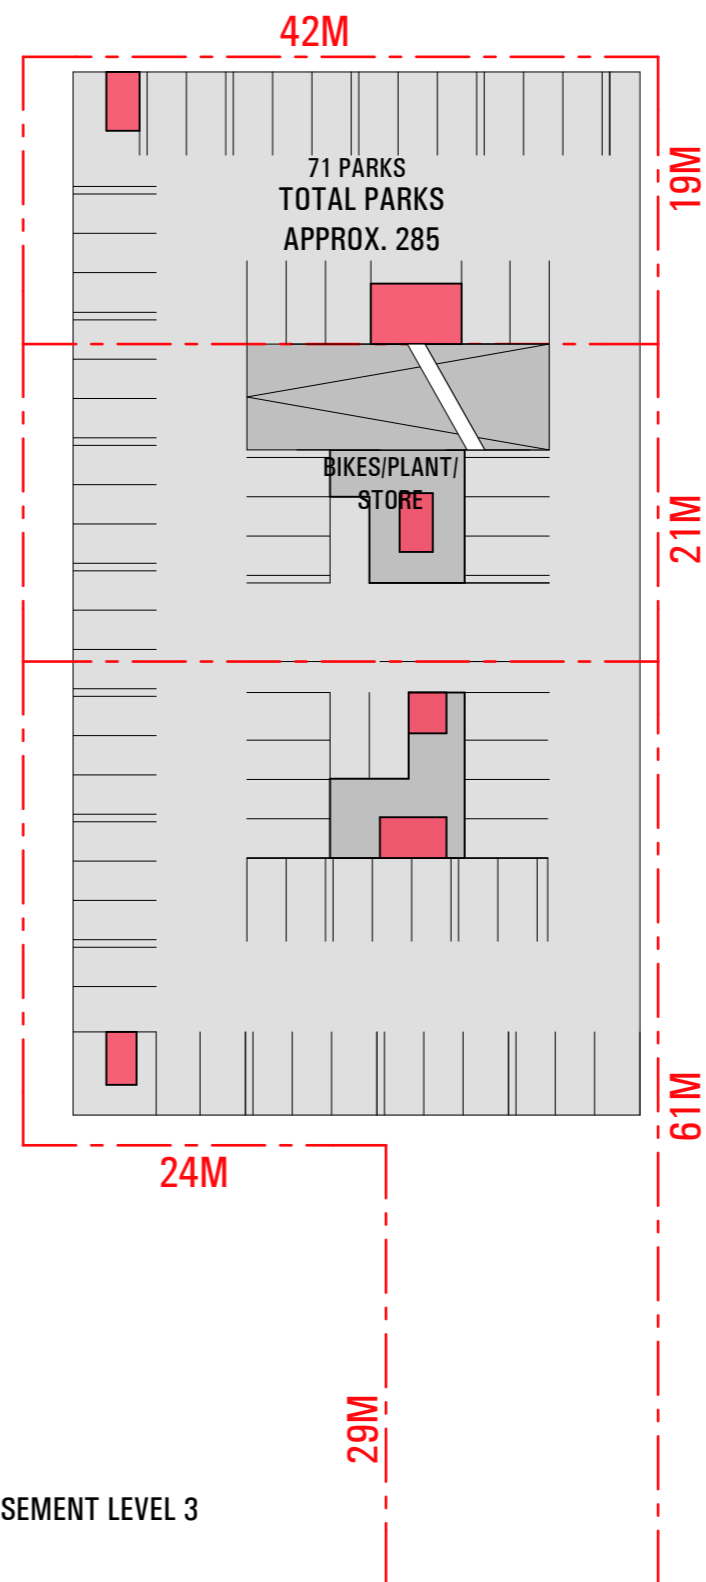 42M
19M
71 PARKS
TOTAL PARKS
APPROX. 285
BIKES/PLANT/
STORE
21M
61M
24M
29M
SEMENT LEVEL 3